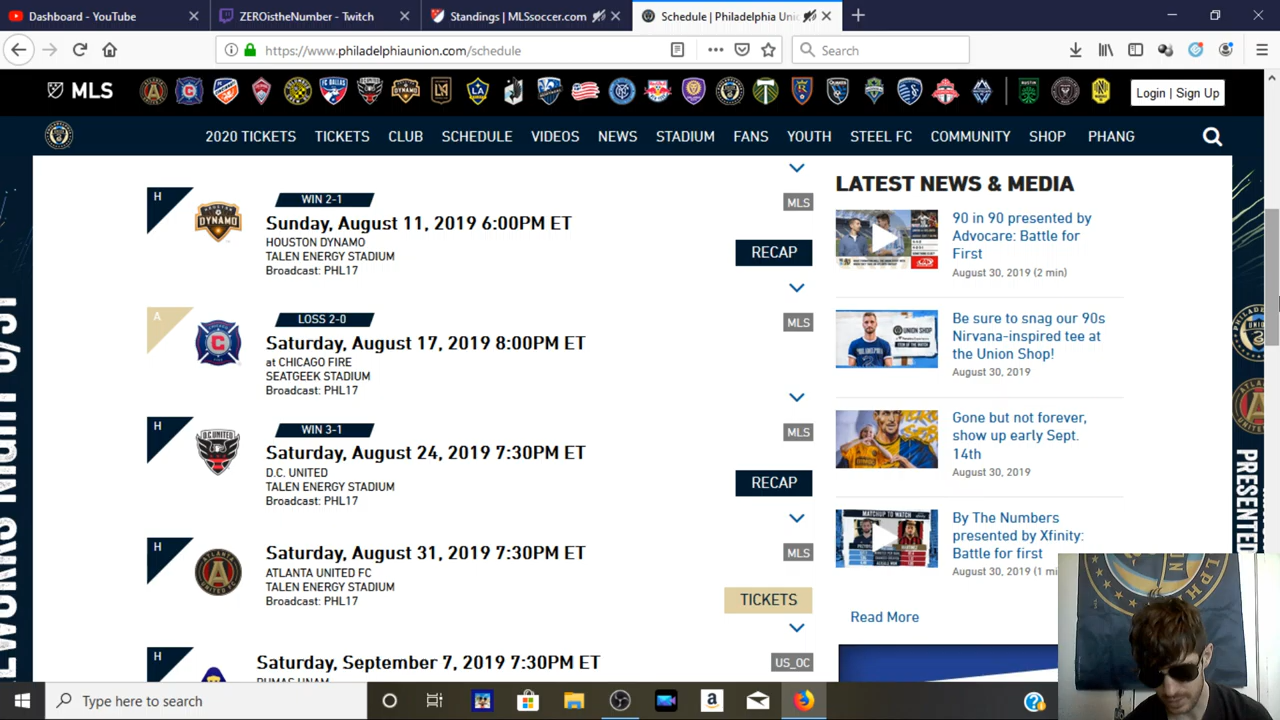 Dashboard - YouTube
ZEROistheNumber - Twitch
Standings | MLSsoccer.com
Schedule | Philadelphia Unio
https://www.philadelphiaunion.com/schedule
Search
MLS
Login | Sign Up
2020 TICKETS TICKETS CLUB SCHEDULE VIDEOS NEWS STADIUM FANS YOUTH STEEL FC COMMUNITY SHOP PHANG
H
WIN 2-1
MLS
Sunday, August 11, 2019 6:00PM ET
HOUSTON DYNAMO
TALEN ENERGY STADIUM
Broadcast: PHL17
RECAP
A
LOSS 2-0
MLS
Saturday, August 17, 2019 8:00PM ET
at CHICAGO FIRE
SEATGEEK STADIUM
Broadcast: PHL17
H
WIN 3-1
MLS
Saturday, August 24, 2019 7:30PM ET
D.C. UNITED
TALEN ENERGY STADIUM
Broadcast: PHL17
RECAP
H
MLS
Saturday, August 31, 2019 7:30PM ET
ATLANTA UNITED FC
TALEN ENERGY STADIUM
Broadcast: PHL17
TICKETS
H
US_OC
Saturday, September 7, 2019 7:30PM ET
PUMAS UNAM
LATEST NEWS & MEDIA
90 in 90 presented by
Advocare: Battle for
First
August 30, 2019 (2 min)
Be sure to snag our 90s
Nirvana-inspired tee at
the Union Shop!
August 30, 2019
Gone but not forever,
show up early Sept.
14th
August 30, 2019
By The Numbers
presented by Xfinity:
Battle for first
August 30, 2019 (1 mi
Read More
PRESENTED
Type here to search